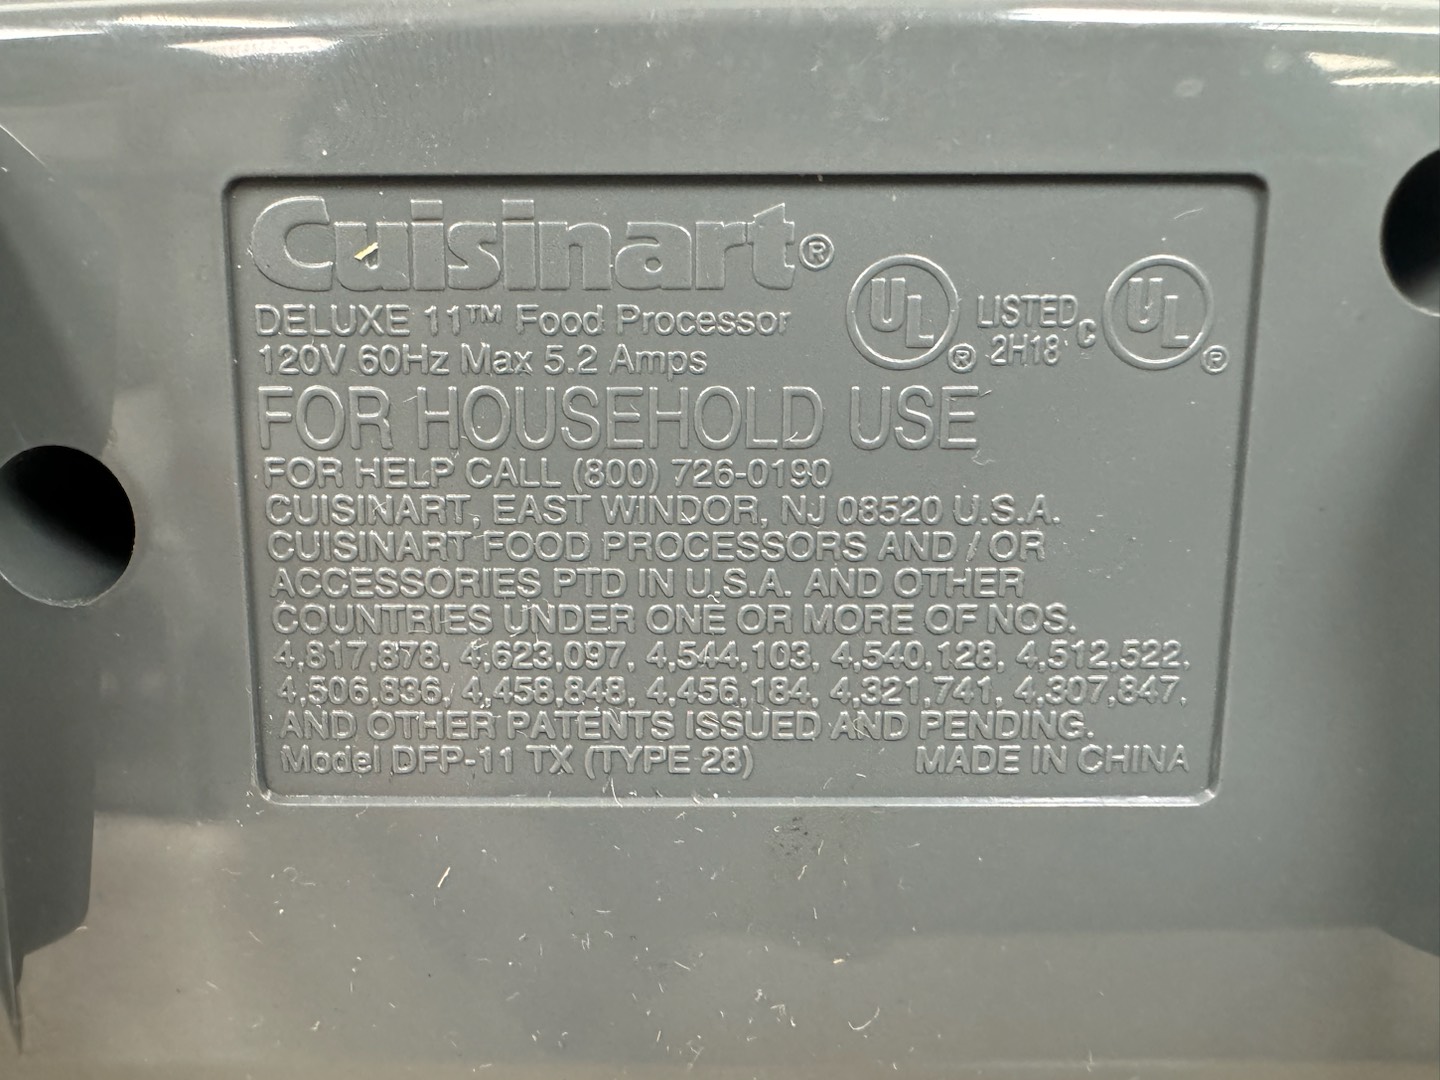 Cuisinart®
DELUXE 11™ Food Processor
120V 60Hz Max 5.2 Amps
UL® LISTED 2H18 C UL®
FOR HOUSEHOLD USE
FOR HELP CALL (800) 726-0190
CUISINART, EAST WINDOR, NJ 08520 U.S.A.
CUISINART FOOD PROCESSORS AND / OR
ACCESSORIES PTD IN U.S.A. AND OTHER
COUNTRIES UNDER ONE OR MORE OF NOS.
4,817,878, 4,623,097, 4,544,103, 4,540,128, 4,512,522,
4,506,836, 4,458,848, 4,456,184, 4,321,741, 4,307,847,
AND OTHER PATENTS ISSUED AND PENDING.
Model DFP-11 TX (TYPE 28) MADE IN CHINA